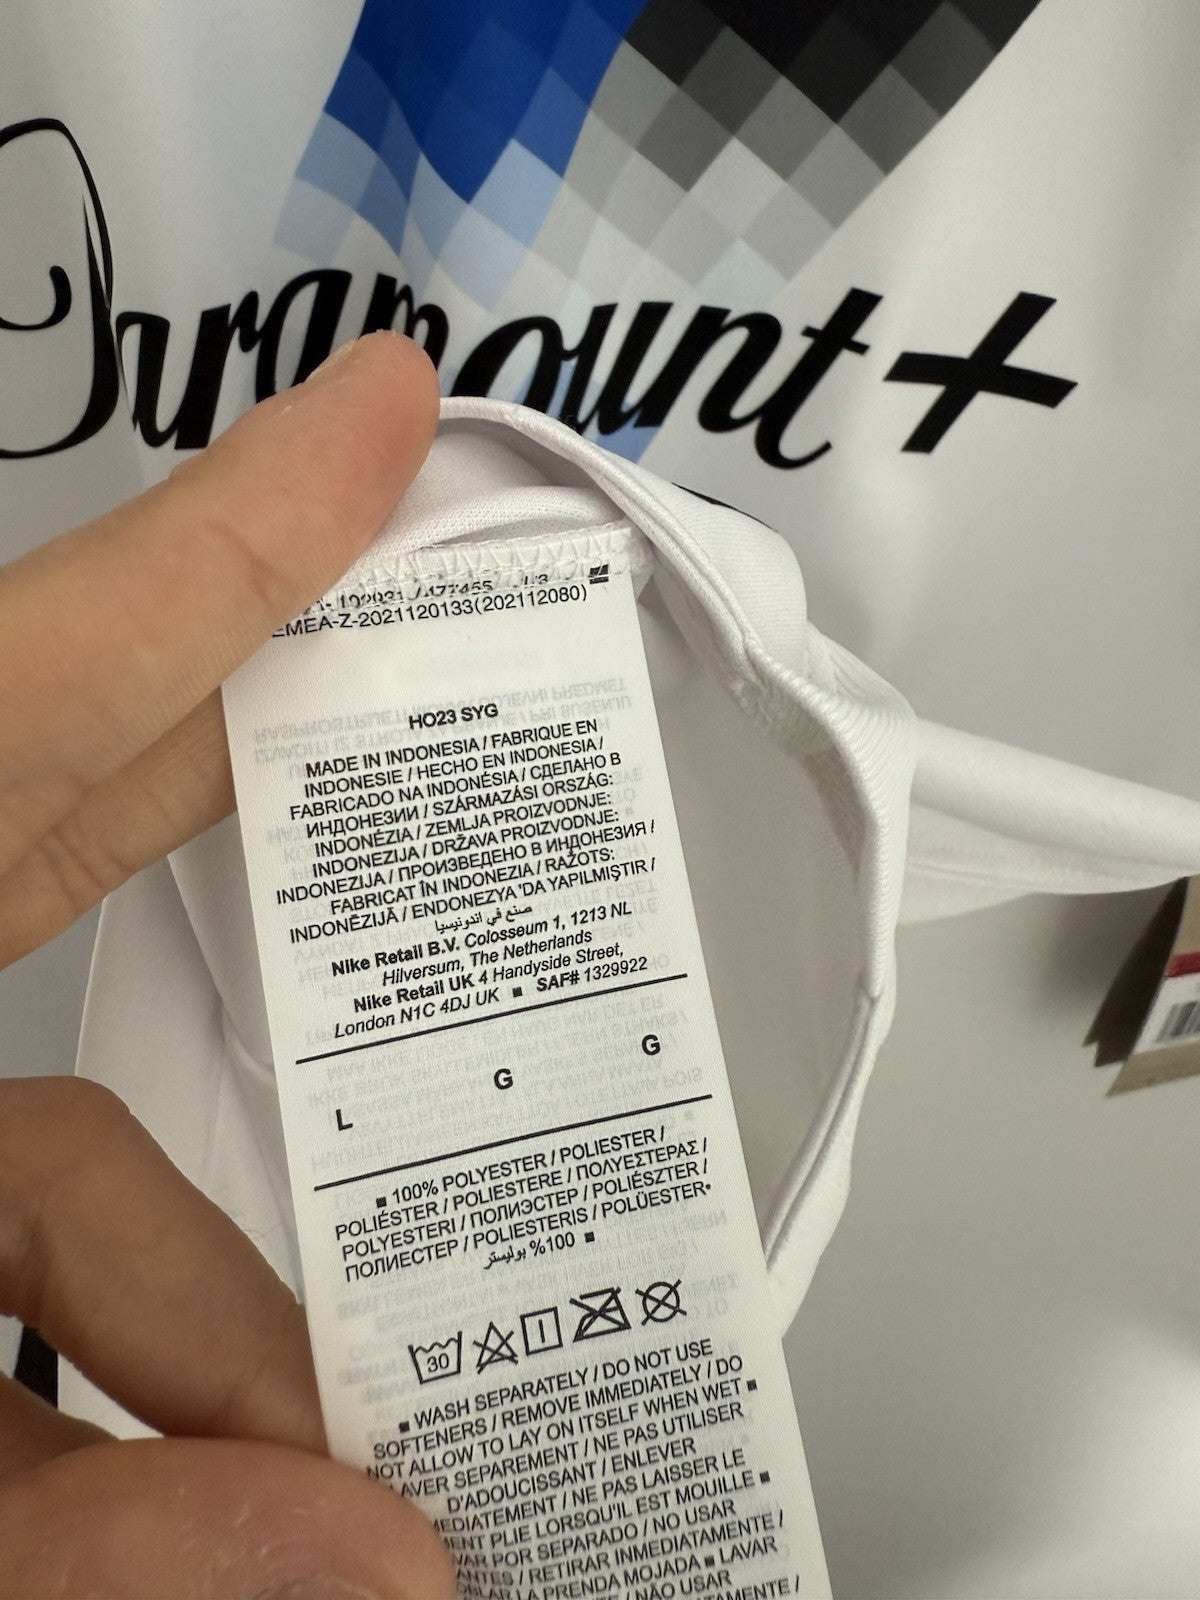 Paramount+
EMEA-Z-2021120133(202112080)
HO23 SYG
MADE IN INDONESIA / FABRIQUE EN
INDONESIE / HECHO EN INDONESIA /
FABRICADO NA INDONÉSIA / СДЕЛАНО В
ИНДОНЕЗИИ / SZÁRMAZÁSI ORSZÁG:
INDONÉZIA / ZEMLJA PROIZVODNJE:
INDONEZIJA / DRŽAVA PROIZVODNJE:
INDONEZIJA / ПРОИЗВЕДЕНО В ИНДОНЕЗИЯ /
FABRICAT ÎN INDONEZIA / RAŽOTS:
INDONĒZIJĀ / ENDONEZYA'DA YAPILMIŞTIR /
صنع في اندونيسيا
Nike Retail B.V. Colosseum 1, 1213 NL
Hilversum, The Netherlands
Nike Retail UK 4 Handyside Street,
London N1C 4DJ UK ■ SAF# 1329922
L G G
■ 100% POLYESTER / POLIESTER /
POLIÉSTER / POLIESTERE / ΠΟΛΥΕΣΤΕΡΑΣ /
POLYESTERI / ПОЛИЭСТЕР / POLIÉSZTER /
ПОЛИЕСТЕР / POLIESTERIS / POLÜESTER•
100% بوليستر ■
30
■ WASH SEPARATELY / DO NOT USE
SOFTENERS / REMOVE IMMEDIATELY / DO
NOT ALLOW TO LAY ON ITSELF WHEN WET ■
LAVER SEPAREMENT / NE PAS UTILISER
D'ADOUCISSANT / ENLEVER
NE PAS LAISSER LE
PLIE LORSQU'IL EST MOUILLE ■
POR SEPARADO / NO USAR
/ RETIRAR INMEDIATAMENTE /
LA PRENDA MOJADA ■ LAVAR
/ NÃO USAR